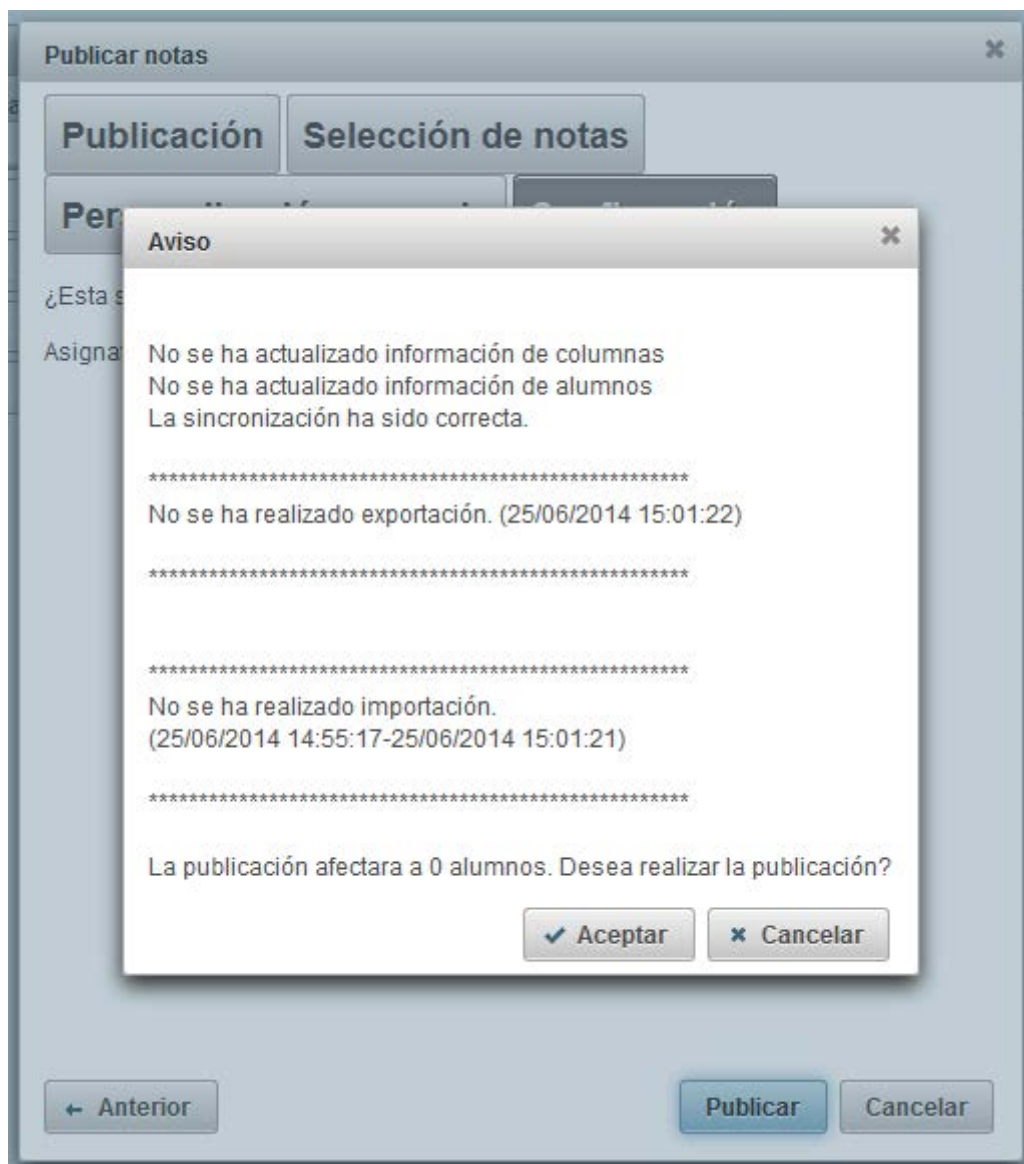 Publicar notas
Publicación
Selección de notas
Aviso
¿Esta
No se ha actualizado información de columnas
No se ha actualizado información de alumnos
La sincronización ha sido correcta.
******************************************************
No se ha realizado exportación. (25/06/2014 15:01:22)
******************************************************
******************************************************
No se ha realizado importación.
(25/06/2014 14:55:17-25/06/2014 15:01:21)
******************************************************
La publicación afectara a 0 alumnos. Desea realizar la publicación?
Aceptar
Cancelar
Anterior
Publicar
Cancelar